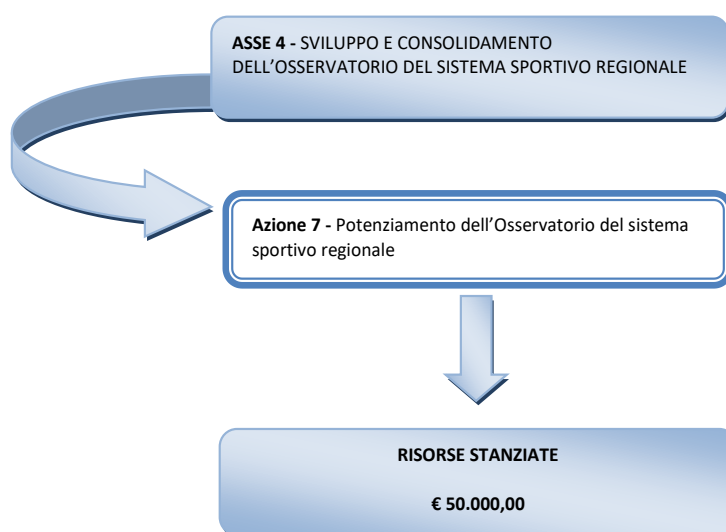 ASSE 4 - SVILUPPO E CONSOLIDAMENTO
DELL’OSSERVATORIO DEL SISTEMA SPORTIVO REGIONALE
Azione 7 - Potenziamento dell’Osservatorio del sistema
sportivo regionale
RISORSE STANZIATE
€ 50.000,00